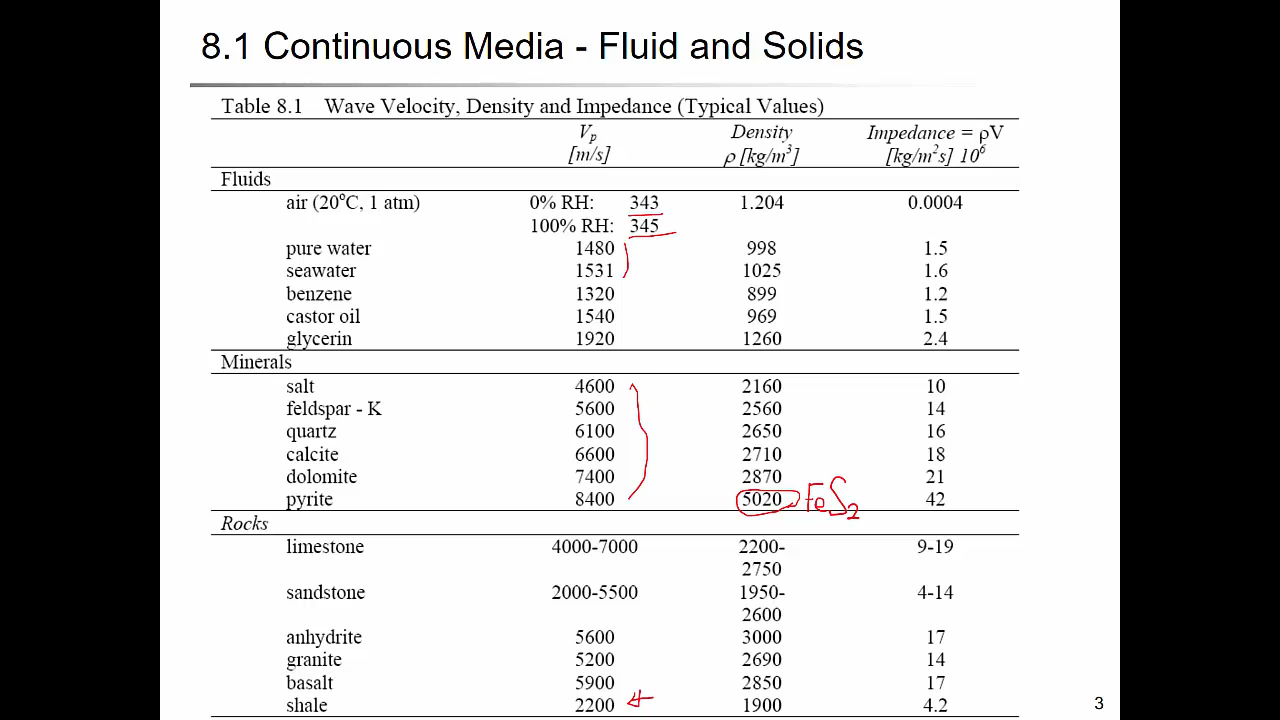 8.1 Continuous Media - Fluid and Solids
Table 8.1 Wave Velocity, Density and Impedance (Typical Values)
Vp Density Impedance = ρV
[m/s] ρ [kg/m³] [kg/m²s] 10⁶
Fluids
air (20°C, 1 atm) 0% RH: 343 1.204 0.0004
100% RH: 345
pure water 1480 998 1.5
seawater 1531 1025 1.6
benzene 1320 899 1.2
castor oil 1540 969 1.5
glycerin 1920 1260 2.4
Minerals
salt 4600 2160 10
feldspar - K 5600 2560 14
quartz 6100 2650 16
calcite 6600 2710 18
dolomite 7400 2870 21
pyrite 8400 5020 FeS2 42
Rocks
limestone 4000-7000 2200- 9-19
2750
sandstone 2000-5500 1950- 4-14
2600
anhydrite 5600 3000 17
granite 5200 2690 14
basalt 5900 2850 17
shale 2200 1900 4.2
3